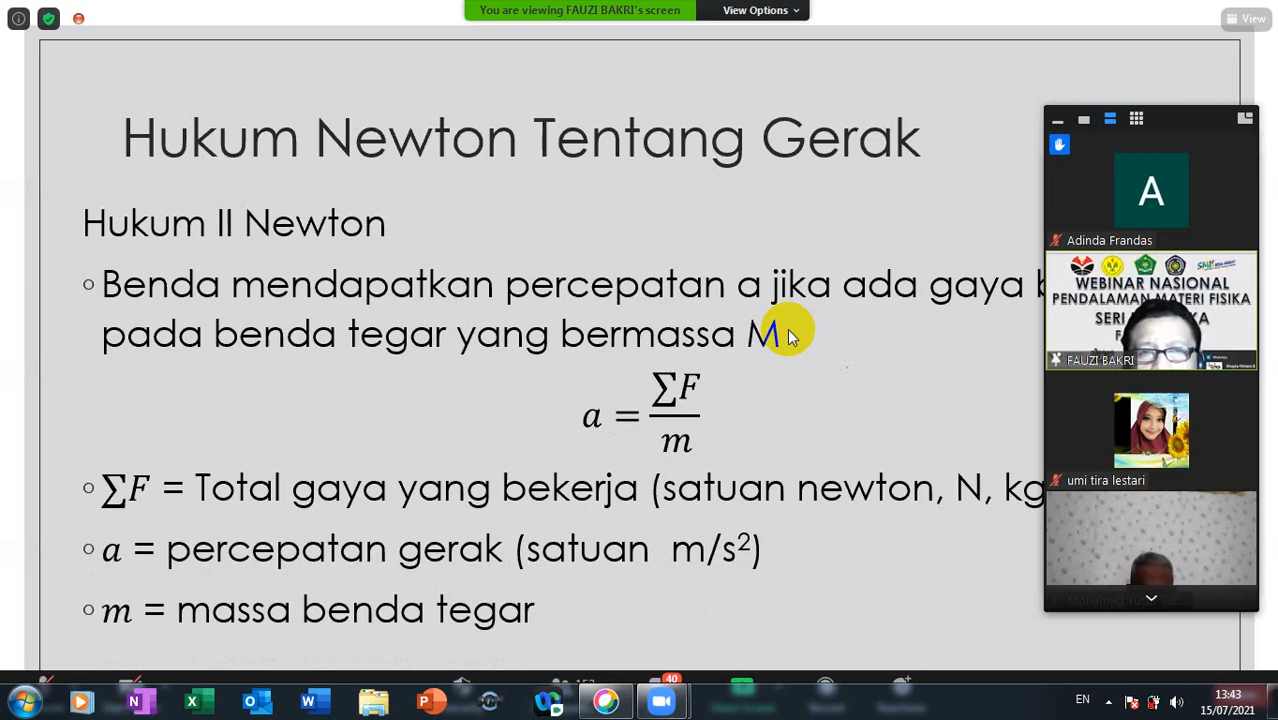 You are viewing FAUZI BAKRI's screen
View Options
View
Hukum Newton Tentang Gerak
Hukum II Newton
◦ Benda mendapatkan percepatan a jika ada gaya b
pada benda tegar yang bermassa M
a = ∑F/m
◦ ∑F = Total gaya yang bekerja (satuan newton, N, kg
◦ a = percepatan gerak (satuan m/s²)
◦ m = massa benda tegar
A
Adinda Frandas
WEBINAR NASIONAL
PENDALAMAN MATERI FISIKA
SERI
FAUZI BAKRI
umi tira lestari
40
EN
13:43
15/07/2021